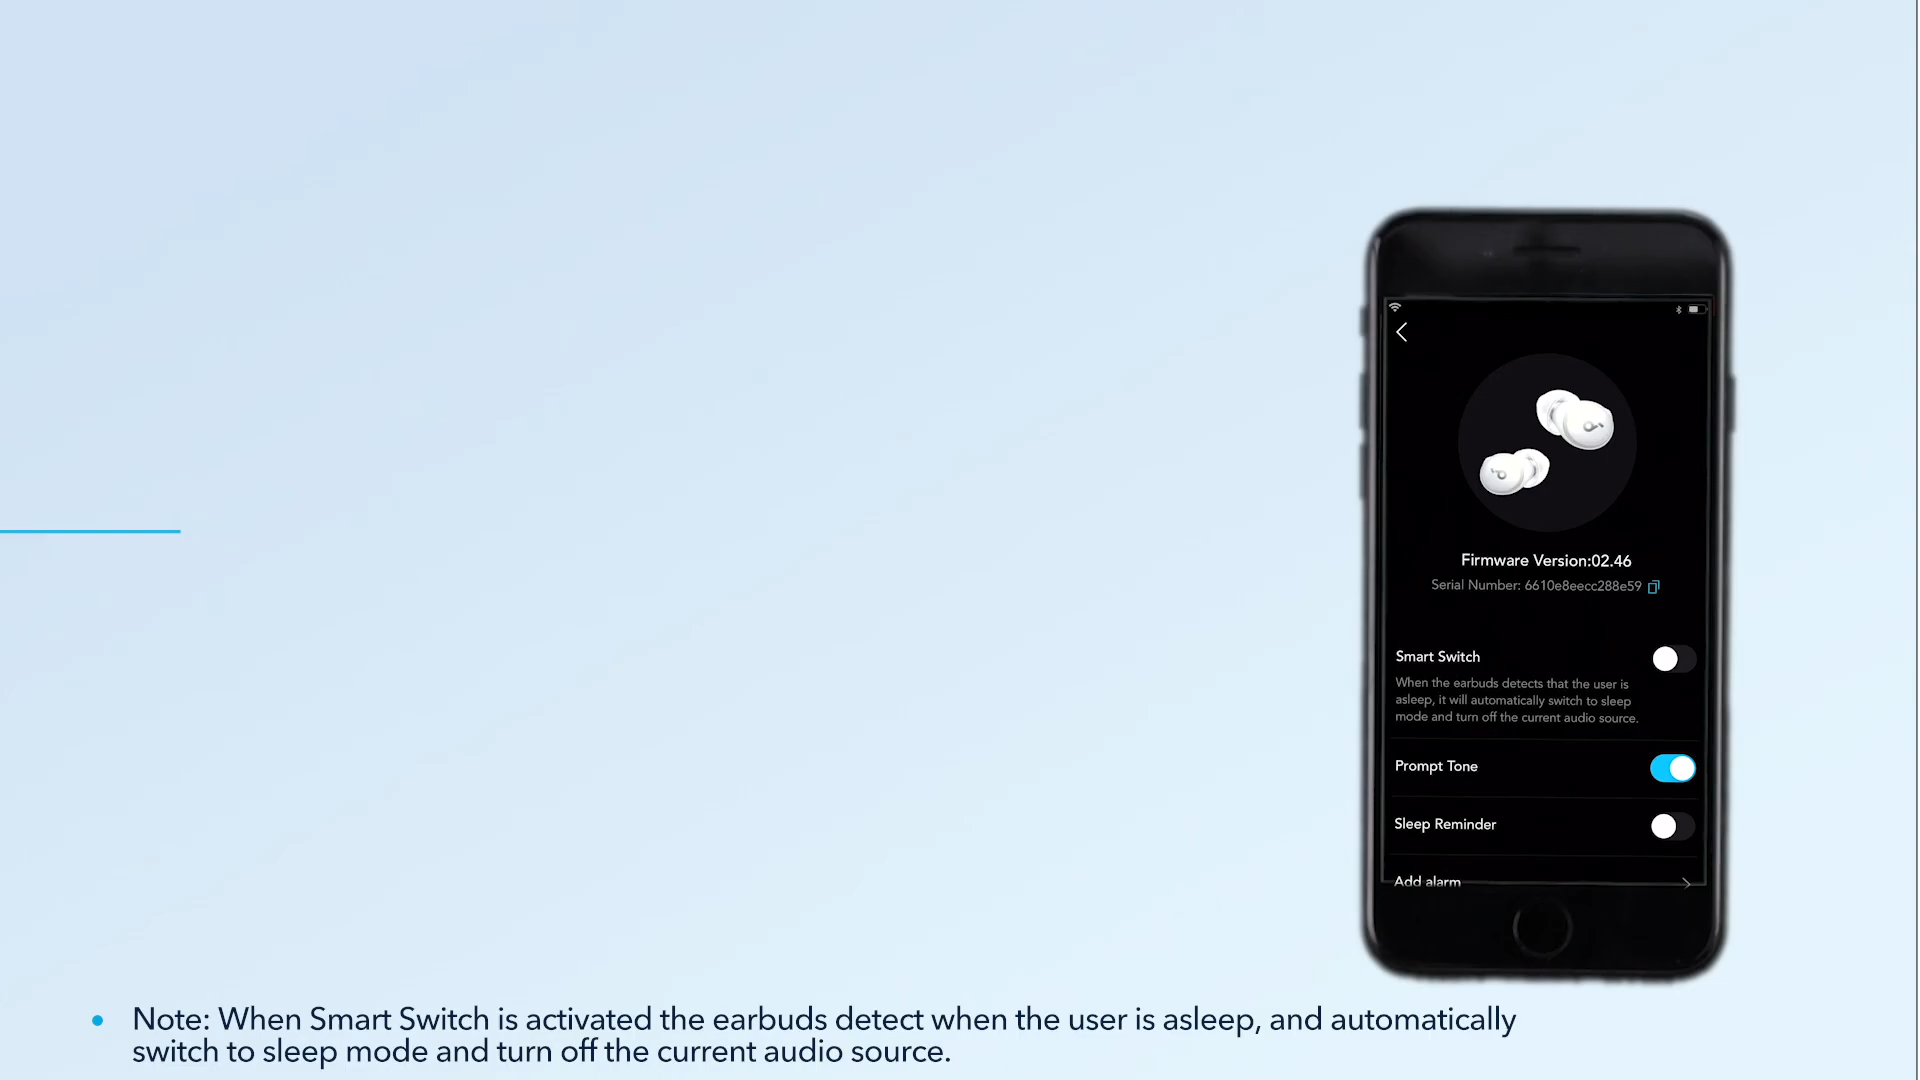 Firmware Version:02.46
Serial Number: 6610e8eecc288e59
Smart Switch
When the earbuds detects that the user is
asleep, it will automatically switch to sleep
mode and turn off the current audio source.
Prompt Tone
Sleep Reminder
Add alarm
Note: When Smart Switch is activated the earbuds detect when the user is asleep, and automatically
switch to sleep mode and turn off the current audio source.